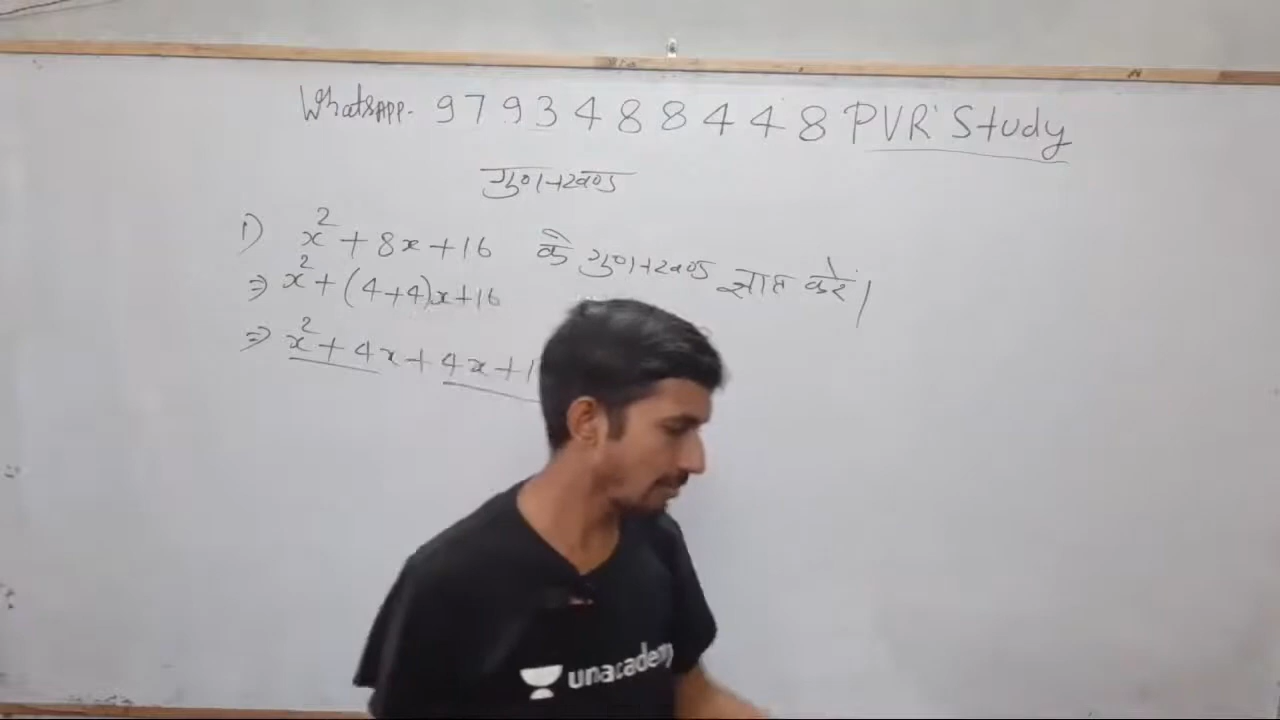 WhatsAPP. 9793488448 PVR' Study
गुणनखण्ड
1) x² + 8x + 16 के गुणनखण्ड ज्ञात करें।
⇒ x² + (4+4)x+16
⇒ x² + 4x + 4x + 1
unacademy